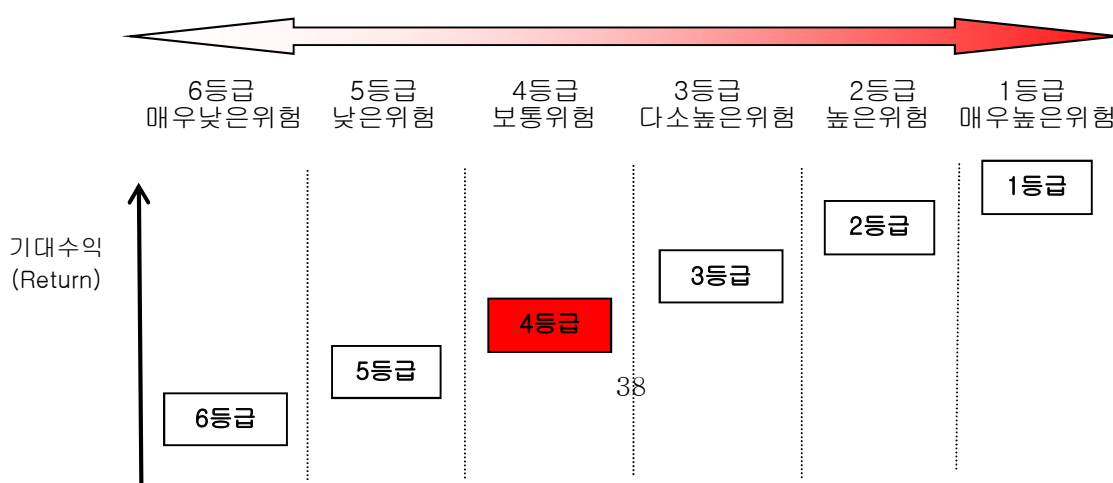 6등급
매우낮은위험
5등급
낮은위험
4등급
보통위험
3등급
다소높은위험
2등급
높은위험
1등급
매우높은위험
기대수익
(Return)
1등급
2등급
3등급
4등급
5등급
6등급
38